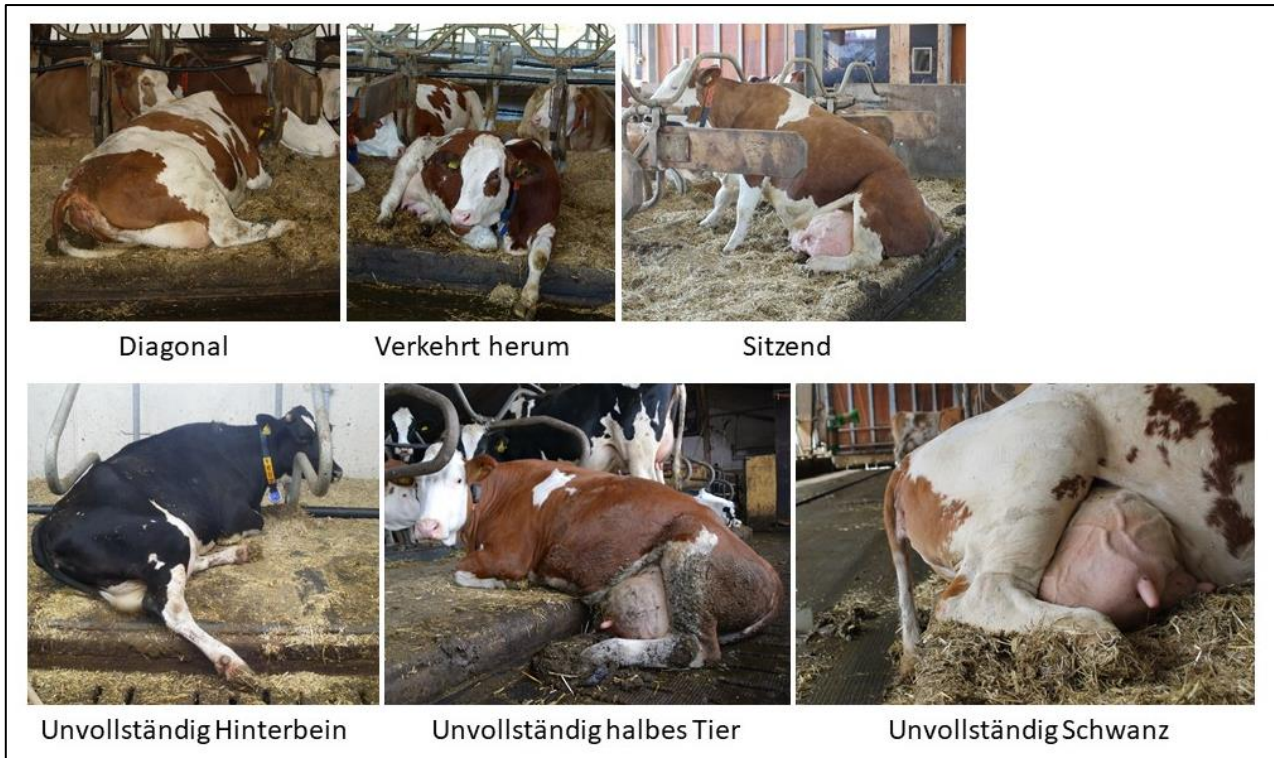 Diagonal
Verkehrt herum
Sitzend
Unvollständig Hinterbein
Unvollständig halbes Tier
Unvollständig Schwanz